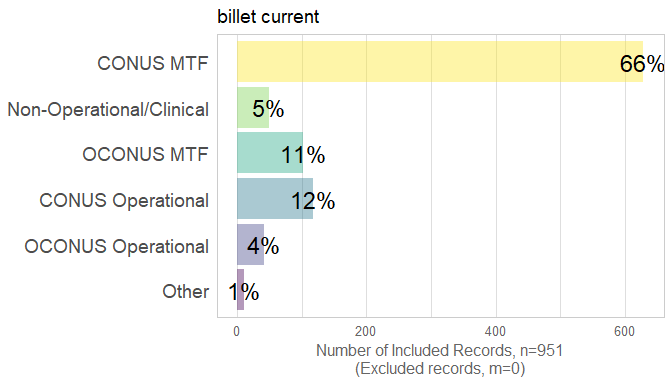 billet current
CONUS MTF
66%
Non-Operational/Clinical
5%
OCONUS MTF
11%
CONUS Operational
12%
OCONUS Operational
4%
Other
1%
0
200
400
600
Number of Included Records, n=951
(Excluded records, m=0)